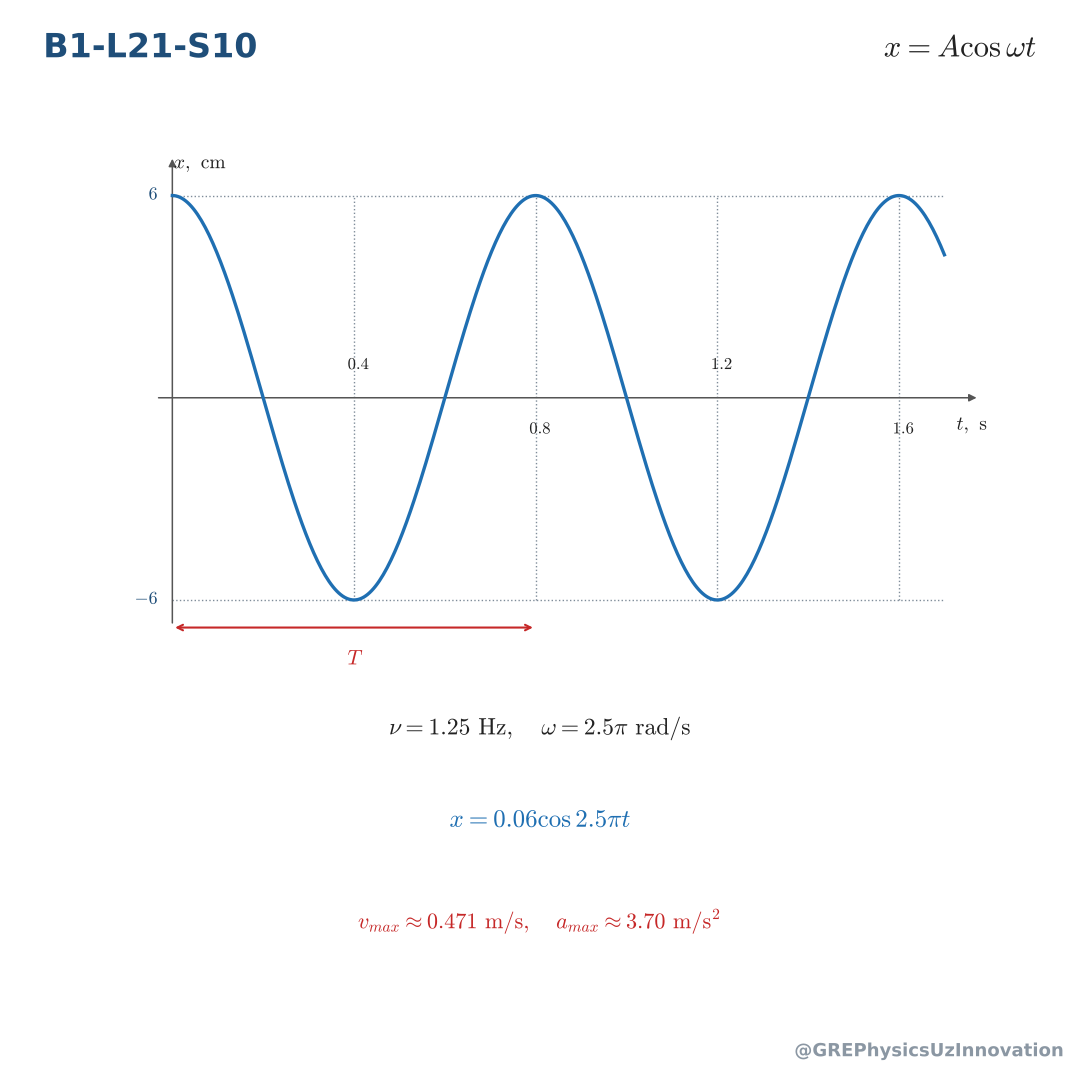 B1-L21-S10
x = A cos ωt
x, cm
6
0.4
1.2
0.8
1.6
t, s
−6
T
ν = 1.25 Hz, ω = 2.5π rad/s
x = 0.06 cos 2.5πt
v_max ≈ 0.471 m/s, a_max ≈ 3.70 m/s²
@GREPhysicsUzInnovation